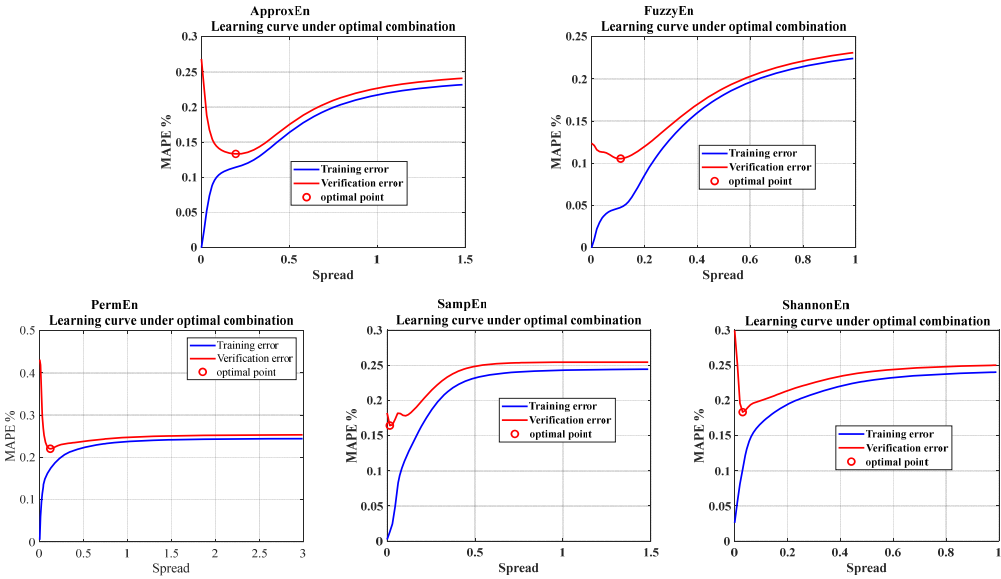 ApproxEn
Learning curve under optimal combination
0.3
0.25
0.2
0.15
0.1
0.05
0
MAPE %
Training error
Verification error
optimal point
0 0.5 1 1.5
Spread
FuzzyEn
Learning curve under optimal combination
0.25
0.2
0.15
0.1
0.05
0
MAPE %
Training error
Verification error
optimal point
0 0.2 0.4 0.6 0.8 1
Spread
PermEn
Learning curve under optimal combination
0.5
0.4
0.3
0.2
0.1
0
MAPE %
Training error
Verification error
optimal point
0 0.5 1 1.5 2 2.5 3
Spread
SampEn
Learning curve under optimal combination
0.3
0.25
0.2
0.15
0.1
0.05
0
MAPE %
Training error
Verification error
optimal point
0 0.5 1 1.5
Spread
ShannonEn
Learning curve under optimal combination
0.3
0.25
0.2
0.15
0.1
0.05
0
MAPE %
Training error
Verification error
optimal point
0 0.2 0.4 0.6 0.8 1
Spread